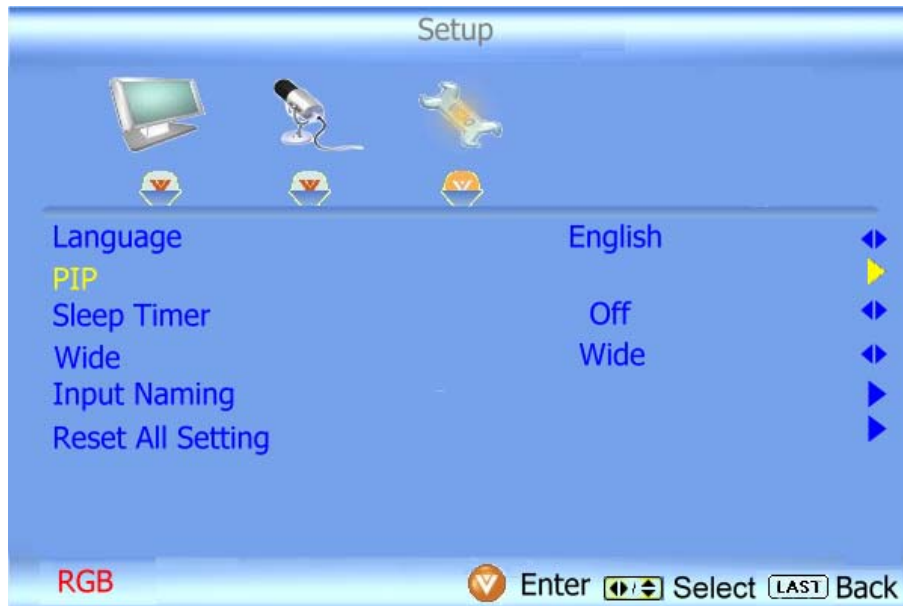 Setup
Language English
PIP
Sleep Timer Off
Wide Wide
Input Naming
Reset All Setting
RGB Enter Select LAST Back